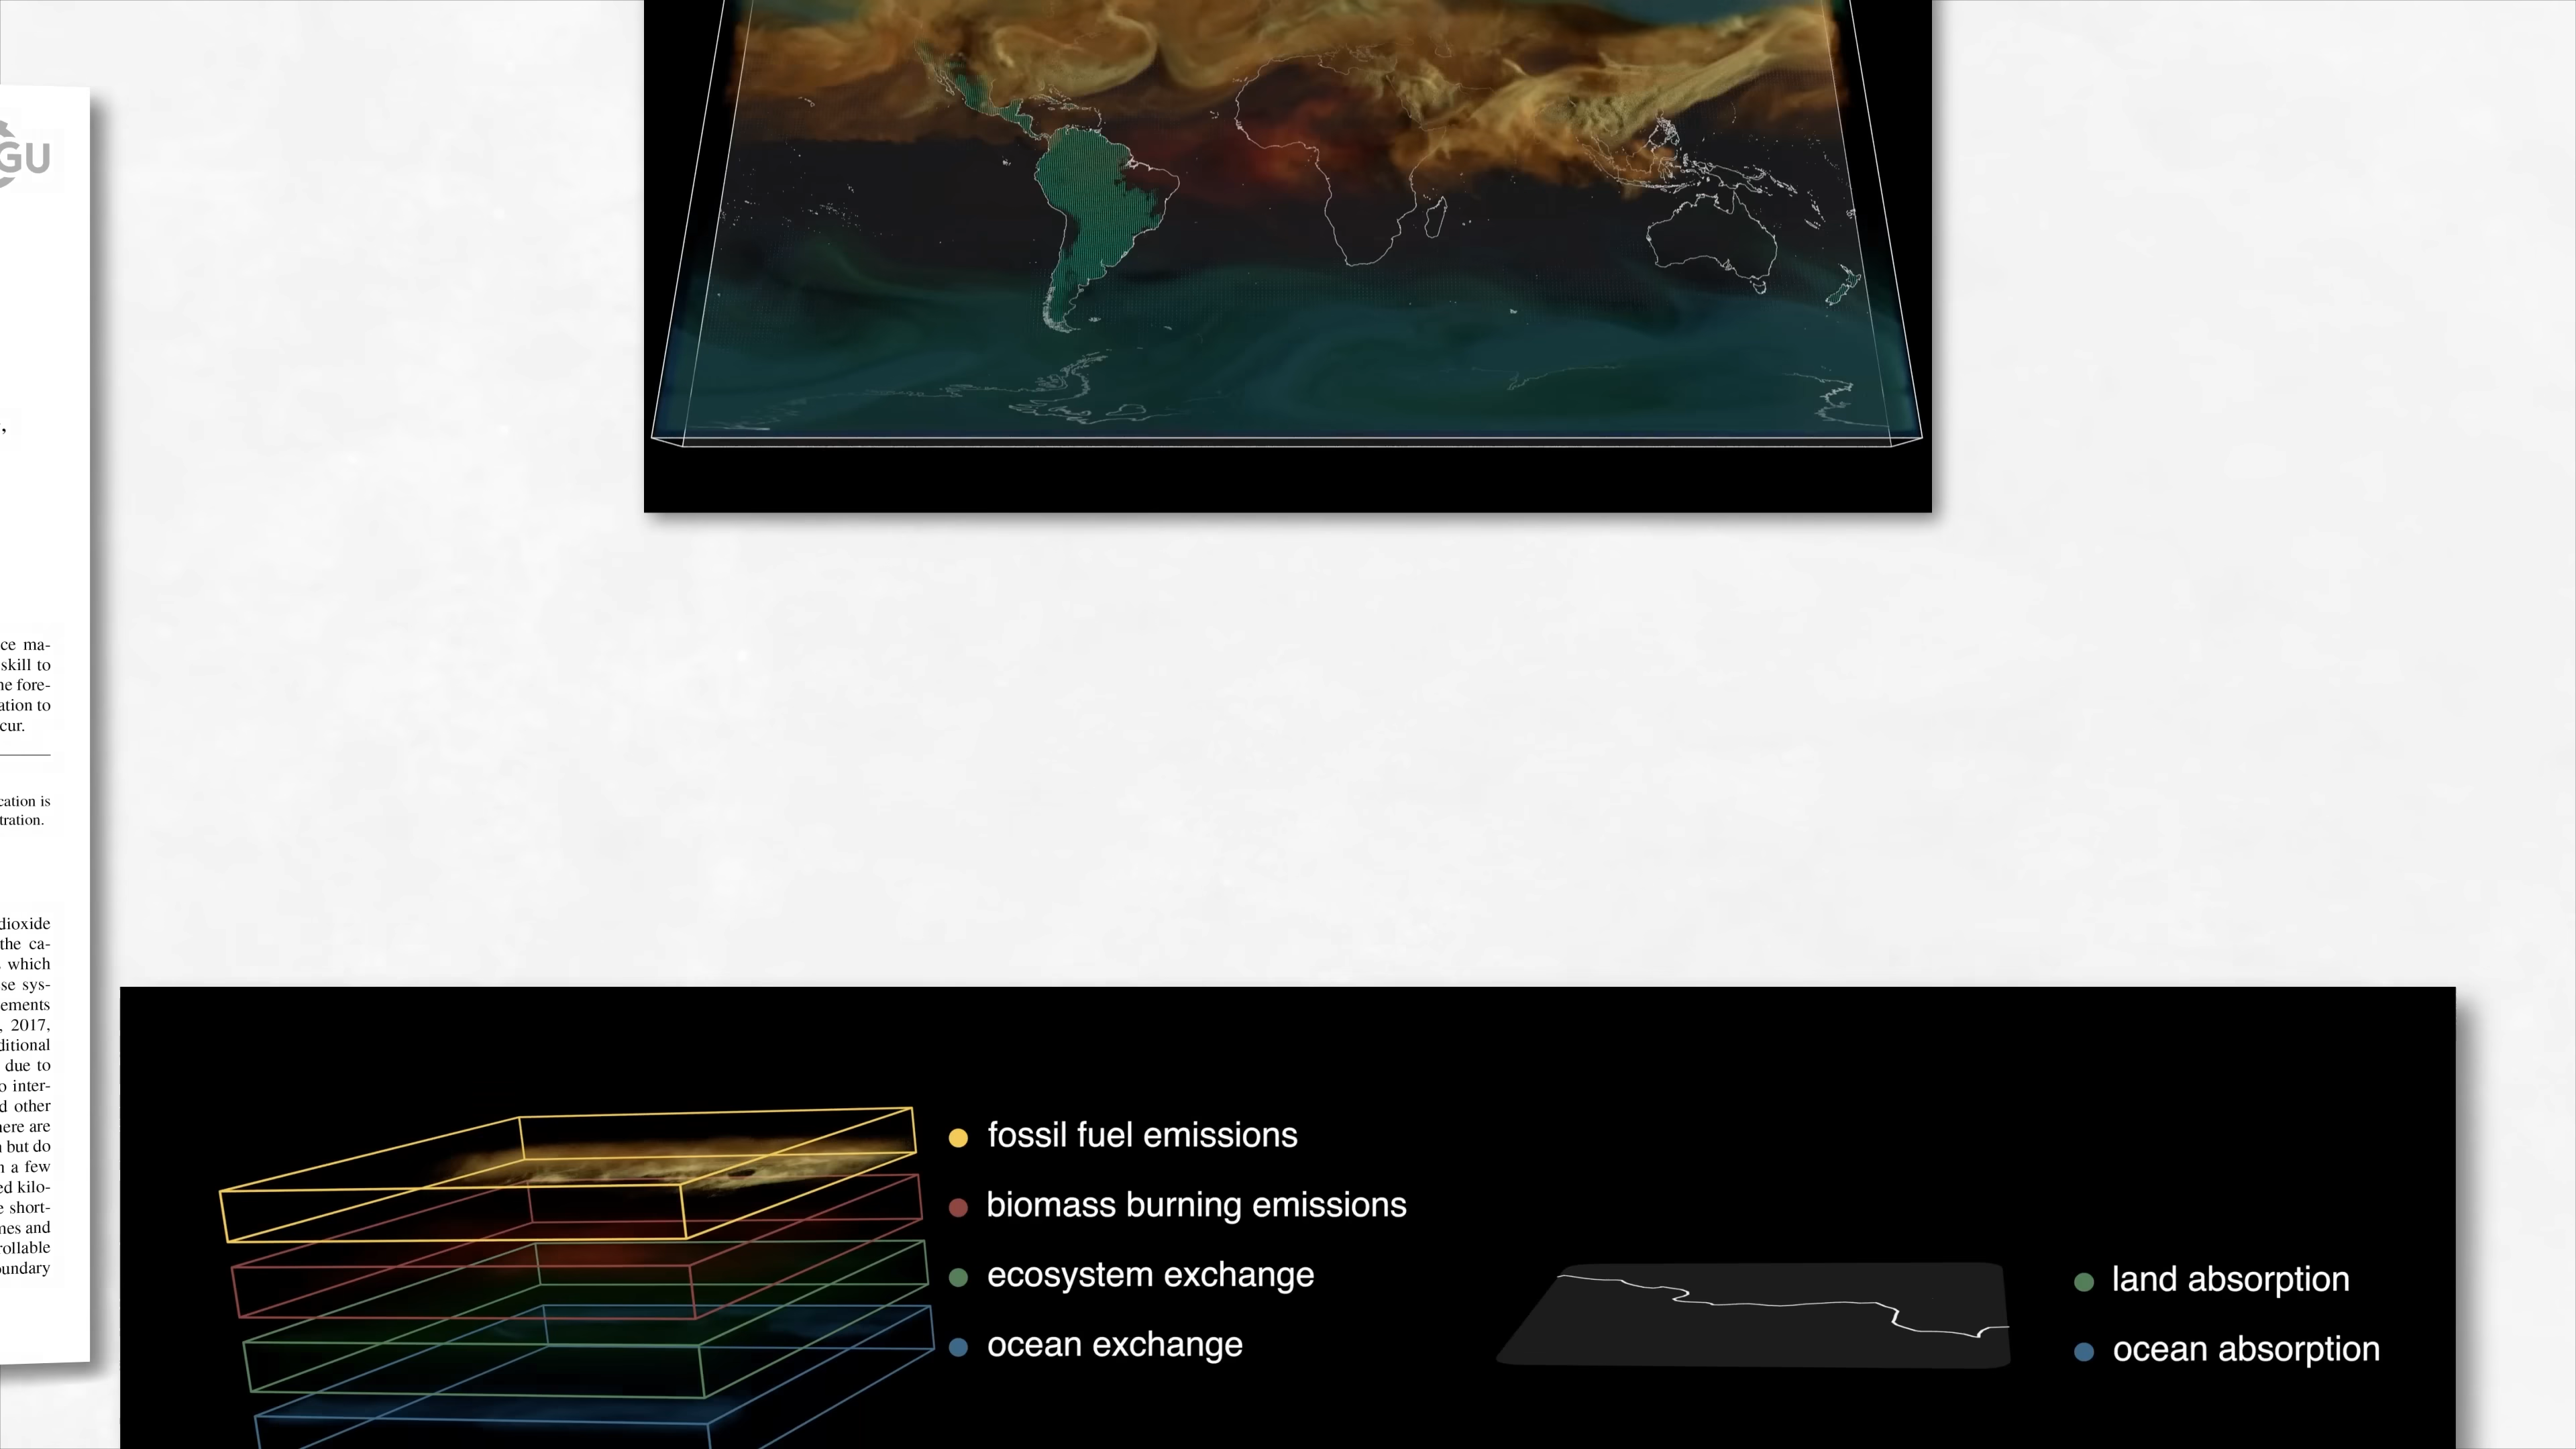 GU
,
ce ma-
skill to
ne fore-
ation to
cur.
cation is
tration.
dioxide
the ca-
which
se sys-
ements
, 2017,
ditional
due to
o inter-
d other
here are
but do
n a few
ed kilo-
e short-
nes and
rollable
oundary
fossil fuel emissions
biomass burning emissions
ecosystem exchange
ocean exchange
land absorption
ocean absorption